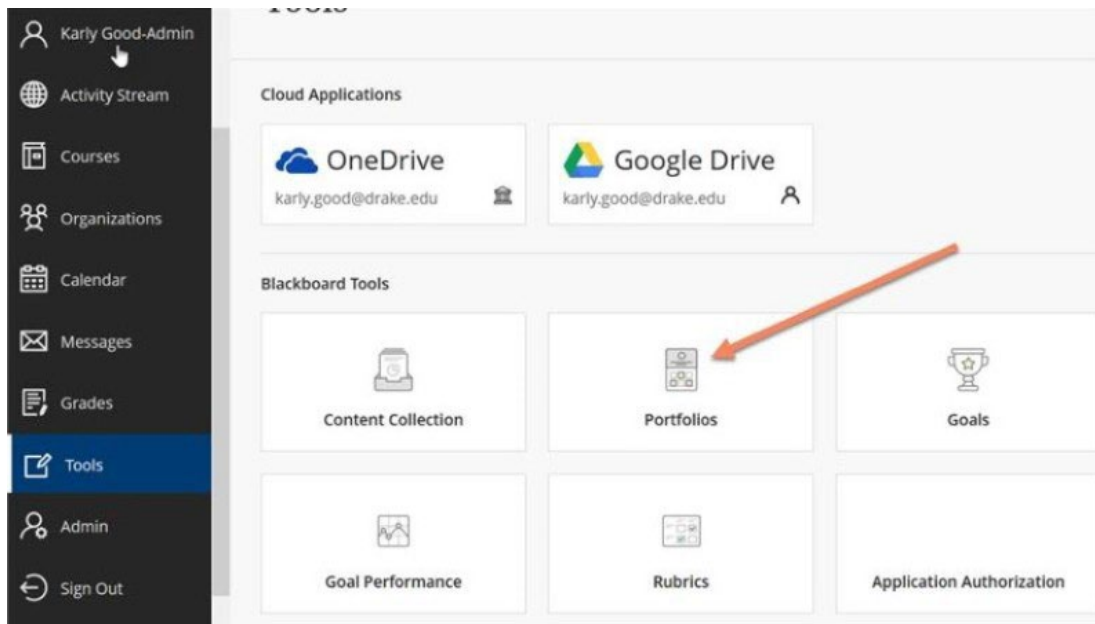 Tools
Karly Good-Admin
Activity Stream
Courses
Organizations
Calendar
Messages
Grades
Tools
Admin
Sign Out
Cloud Applications
OneDrive
karly.good@drake.edu
Google Drive
karly.good@drake.edu
Blackboard Tools
Content Collection
Portfolios
Goals
Goal Performance
Rubrics
Application Authorization